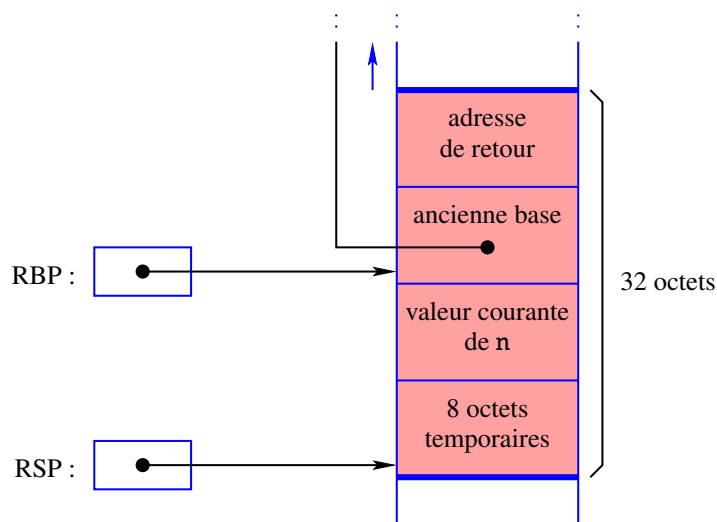 adresse
de retour
ancienne base
RBP :
32 octets
valeur courante
de n
8 octets
temporaires
RSP :